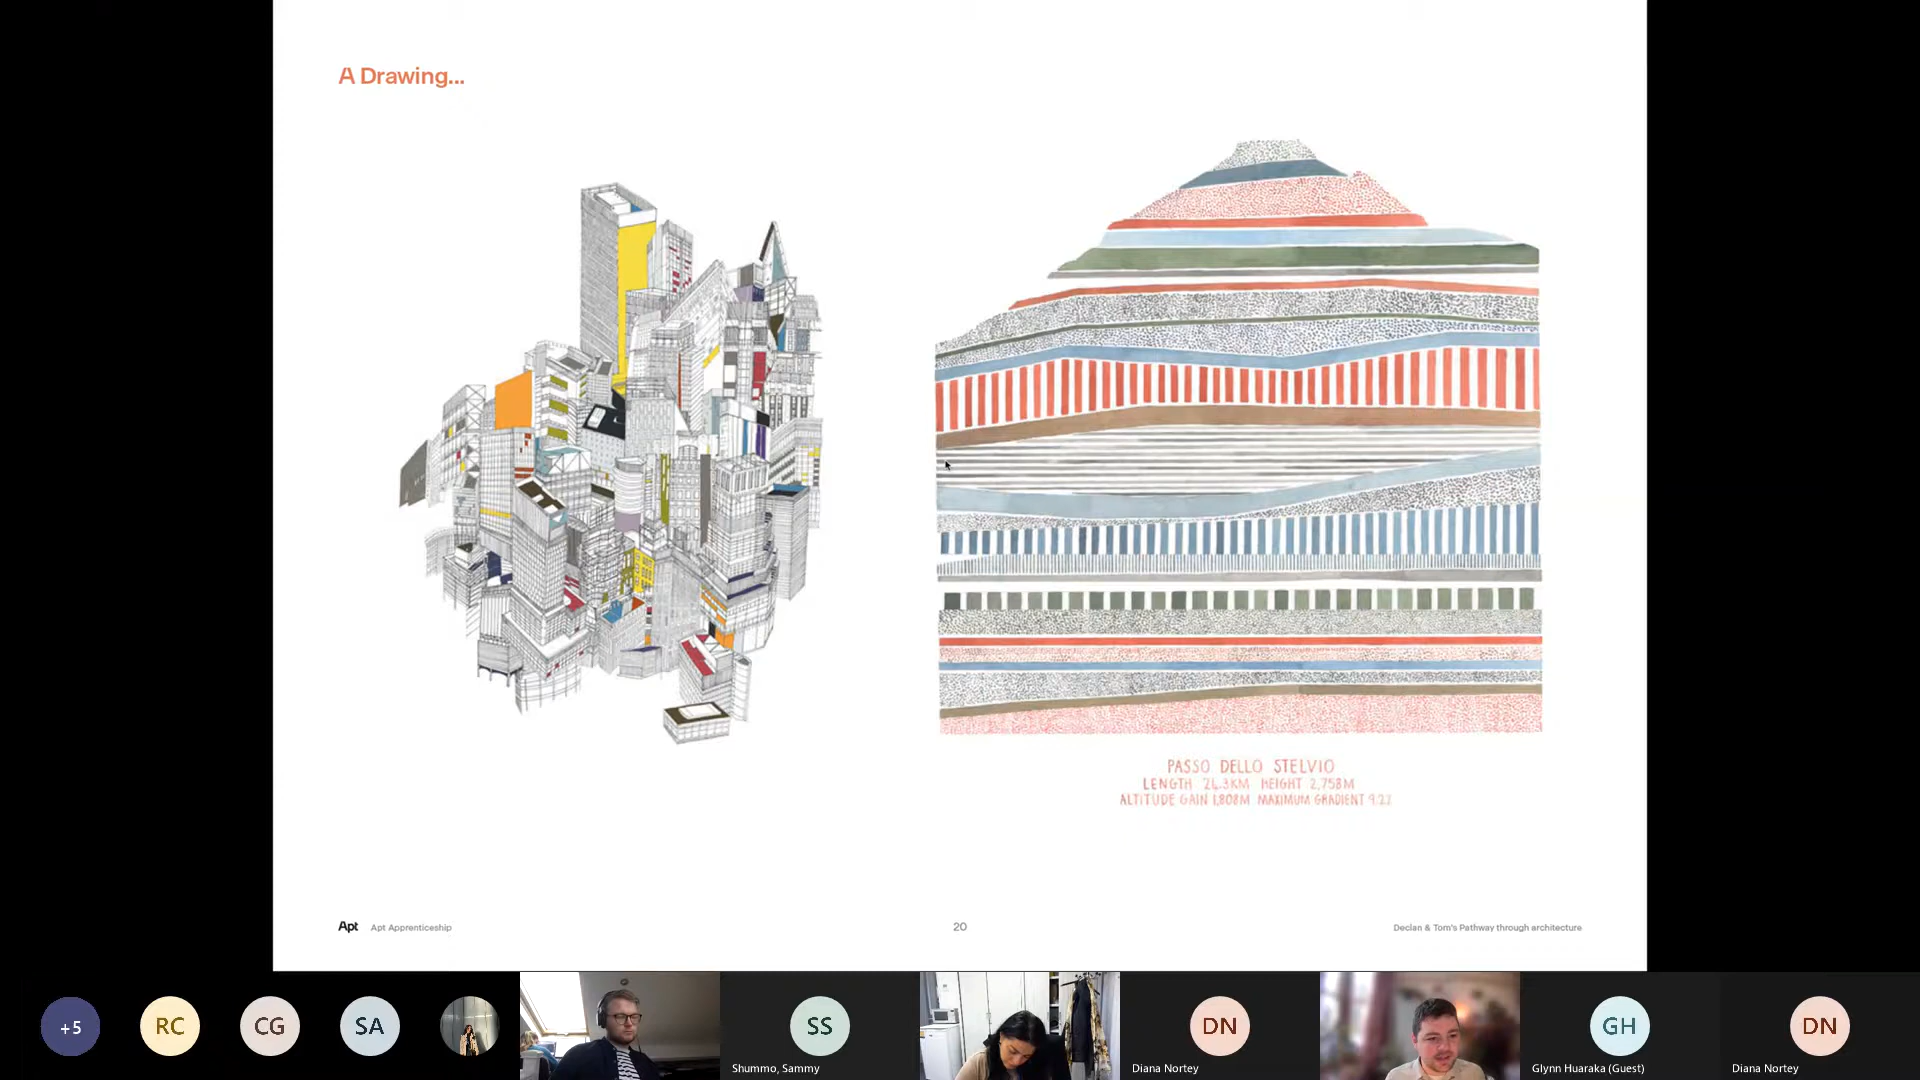 A Drawing...
PASSO DELLO STELVIO
LENGTH 26.3KM HEIGHT 2,758M
ALTITUDE GAIN 1,808M MAXIMUM GRADIENT 9.22
Apt Apt Apprenticeship
20
Declan & Tom's Pathway through architecture
+5
RC
CG
SA
SS
Shummo, Sammy
DN
Diana Nortey
GH
Glynn Huaraka (Guest)
DN
Diana Nortey